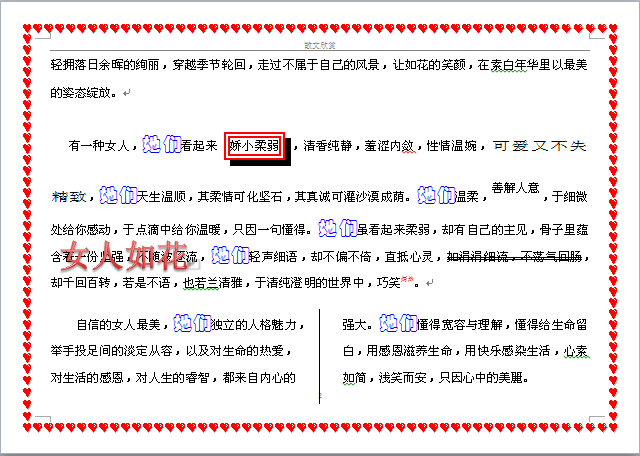 散文欣赏
轻拥落日余晖的绚丽，穿越季节轮回，走过不属于自己的风景，让如花的笑颜，在素白年华里以最美
的姿态绽放。
有一种女人，她们看起来 娇小柔弱 ，清香纯静，羞涩内敛，性情温婉，可爱又不失
精致，她们天生温顺，其柔情可化坚石，其真诚可灌沙漠成荫。她们温柔，善解人意，于细微
处给你感动，于点滴中给你温暖，只因一句懂得。她们虽看起来柔弱，却有自己的主见，骨子里蕴
含着一份坚强，不随波逐流，她们轻声细语，却不偏不倚，直抵心灵，如涓涓细流，不荡气回肠，
女人如花
却千回百转，若是不语，也若兰清雅，于清纯澄明的世界中，巧笑。
自信的女人最美，她们独立的人格魅力，
举手投足间的淡定从容，以及对生命的热爱，
对生活的感恩，对人生的睿智，都来自内心的
强大。她们懂得宽容与理解，懂得给生命留
白，用感恩滋养生命，用快乐感染生活，心素
如简，浅笑而安，只因心中的美麗。